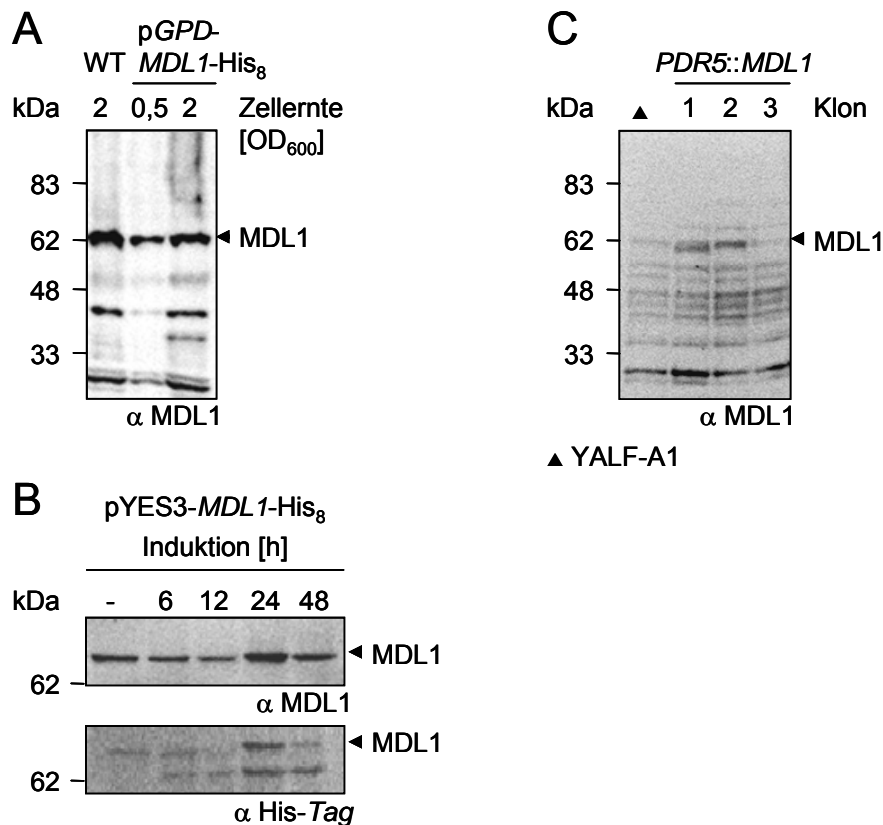 A
pGPD-
WT MDL1-His8
kDa 2 0,5 2 Zellernte
[OD600]
83
62 MDL1
48
33
α MDL1
B
pYES3-MDL1-His8
Induktion [h]
kDa - 6 12 24 48
MDL1
62
α MDL1
MDL1
62
α His-Tag
C
PDR5::MDL1
kDa ▲ 1 2 3 Klon
83
62 MDL1
48
33
α MDL1
▲ YALF-A1